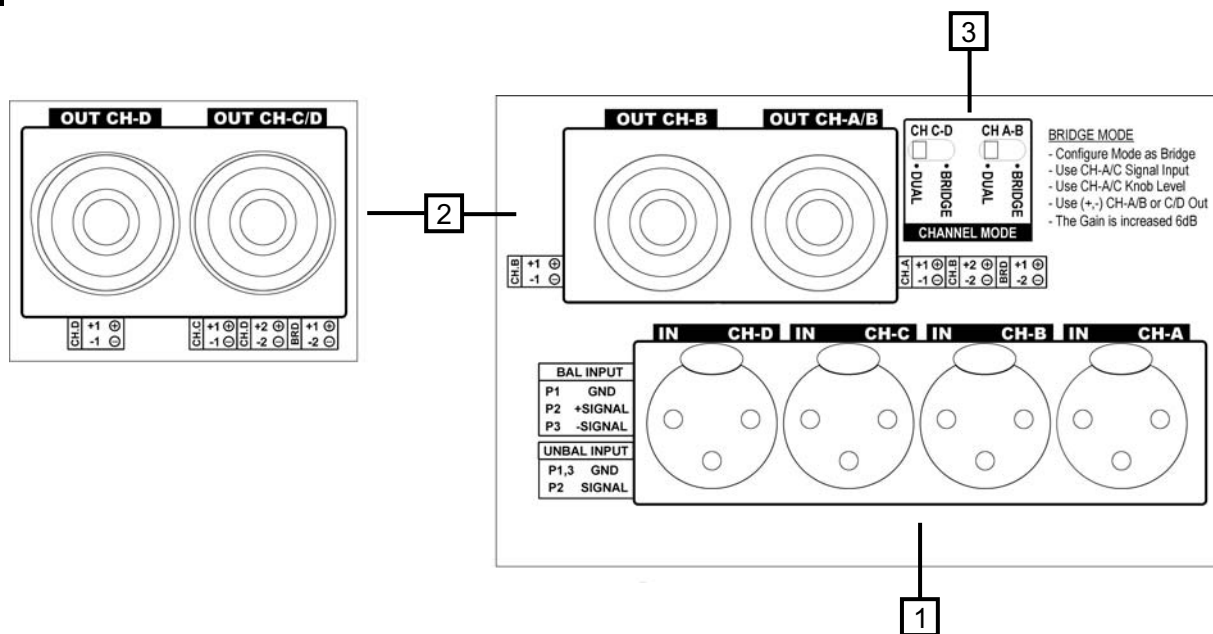 3
OUT CH-D OUT CH-C/D
CH.D +1 ⊕
-1 ⊖
CH.C +1 ⊕ CH.D +2 ⊕ BRD +1 ⊕
-1 ⊖ -2 ⊖ -2 ⊖
2
OUT CH-B OUT CH-A/B
CH.B +1 ⊕
-1 ⊖
CH C-D CH A-B
•DUAL •BRIDGE •DUAL •BRIDGE
CHANNEL MODE
BRIDGE MODE
- Configure Mode as Bridge
- Use CH-A/C Signal Input
- Use CH-A/C Knob Level
- Use (+,-) CH-A/B or C/D Out
- The Gain is increased 6dB
CH.A +1 ⊕ CH.B +2 ⊕ BRD +1 ⊕
-1 ⊖ -2 ⊖ -2 ⊖
IN CH-D IN CH-C IN CH-B IN CH-A
BAL INPUT
P1 GND
P2 +SIGNAL
P3 -SIGNAL
UNBAL INPUT
P1,3 GND
P2 SIGNAL
1